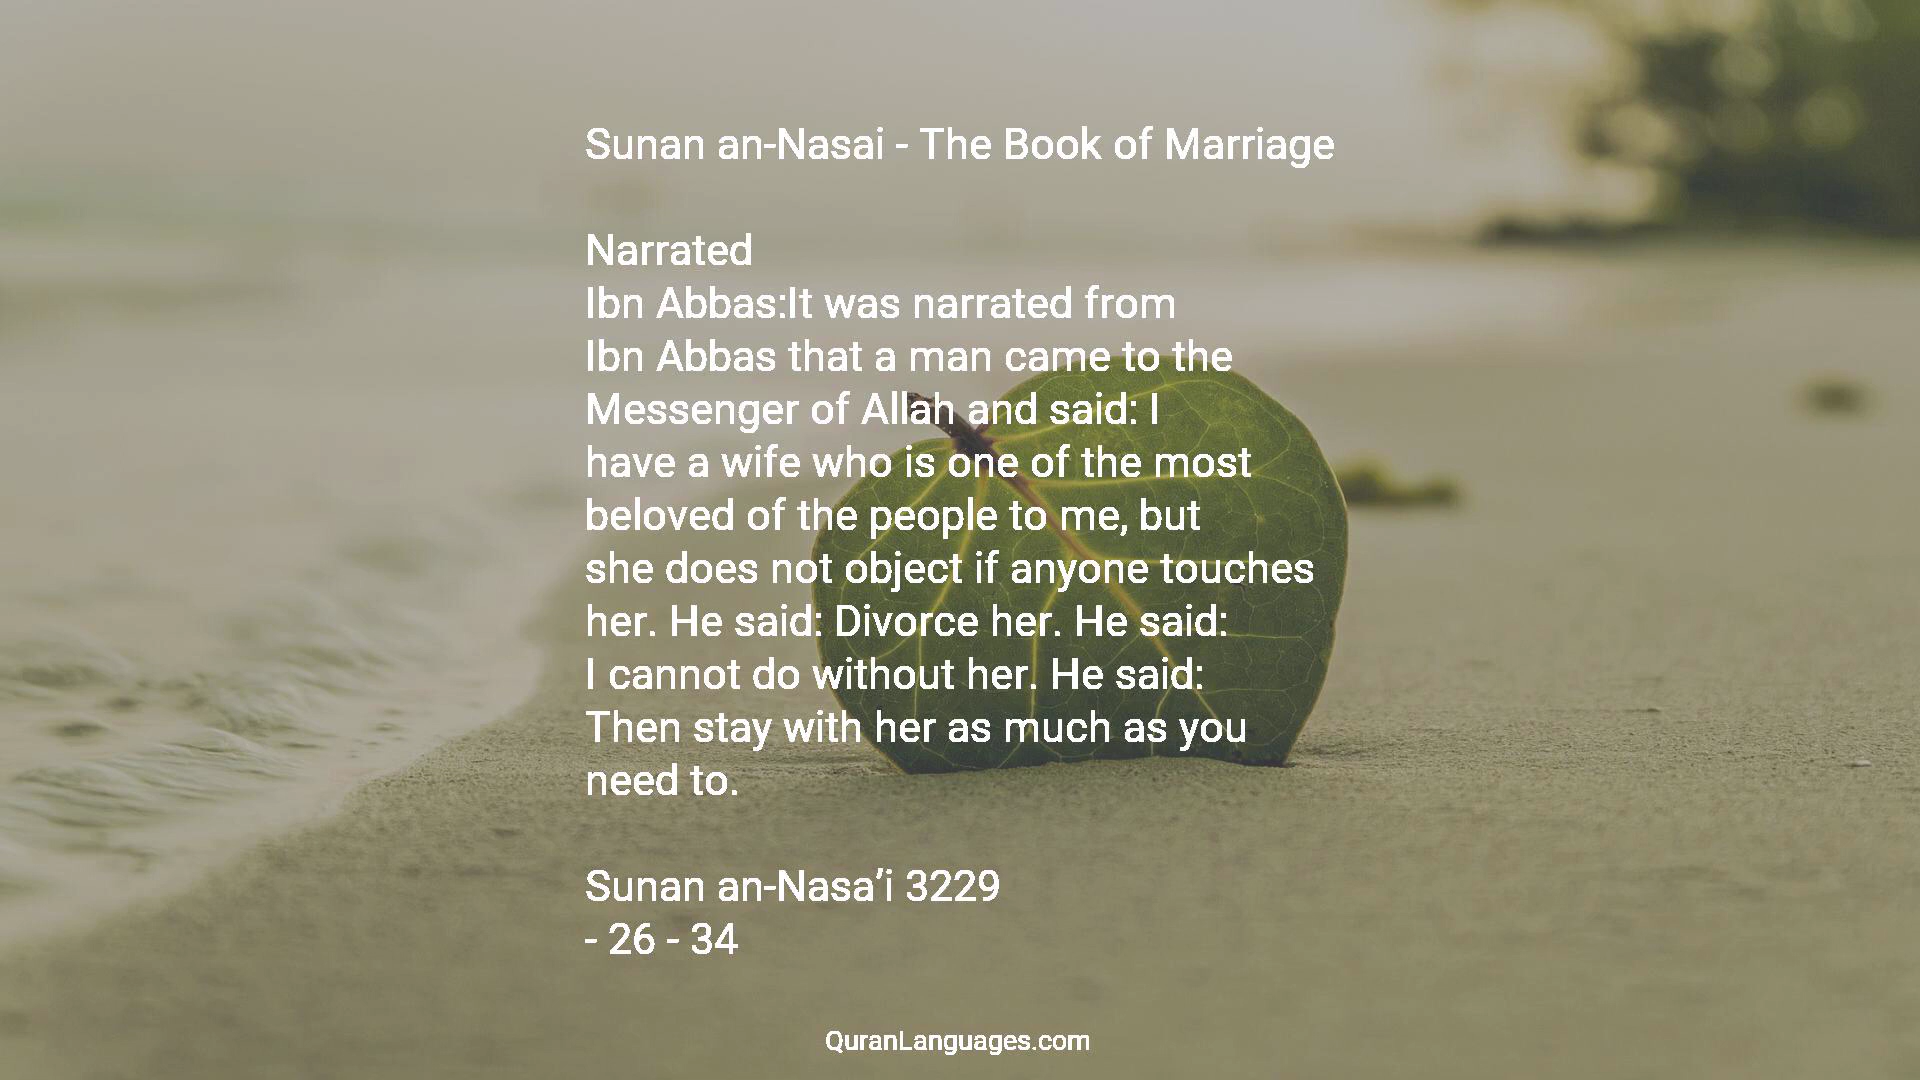 Sunan an-Nasai - The Book of Marriage
Narrated
Ibn Abbas:It was narrated from
Ibn Abbas that a man came to the
Messenger of Allah and said: I
have a wife who is one of the most
beloved of the people to me, but
she does not object if anyone touches
her. He said: Divorce her. He said:
I cannot do without her. He said:
Then stay with her as much as you
need to.
Sunan an-Nasa’i 3229
- 26 - 34
QuranLanguages.com